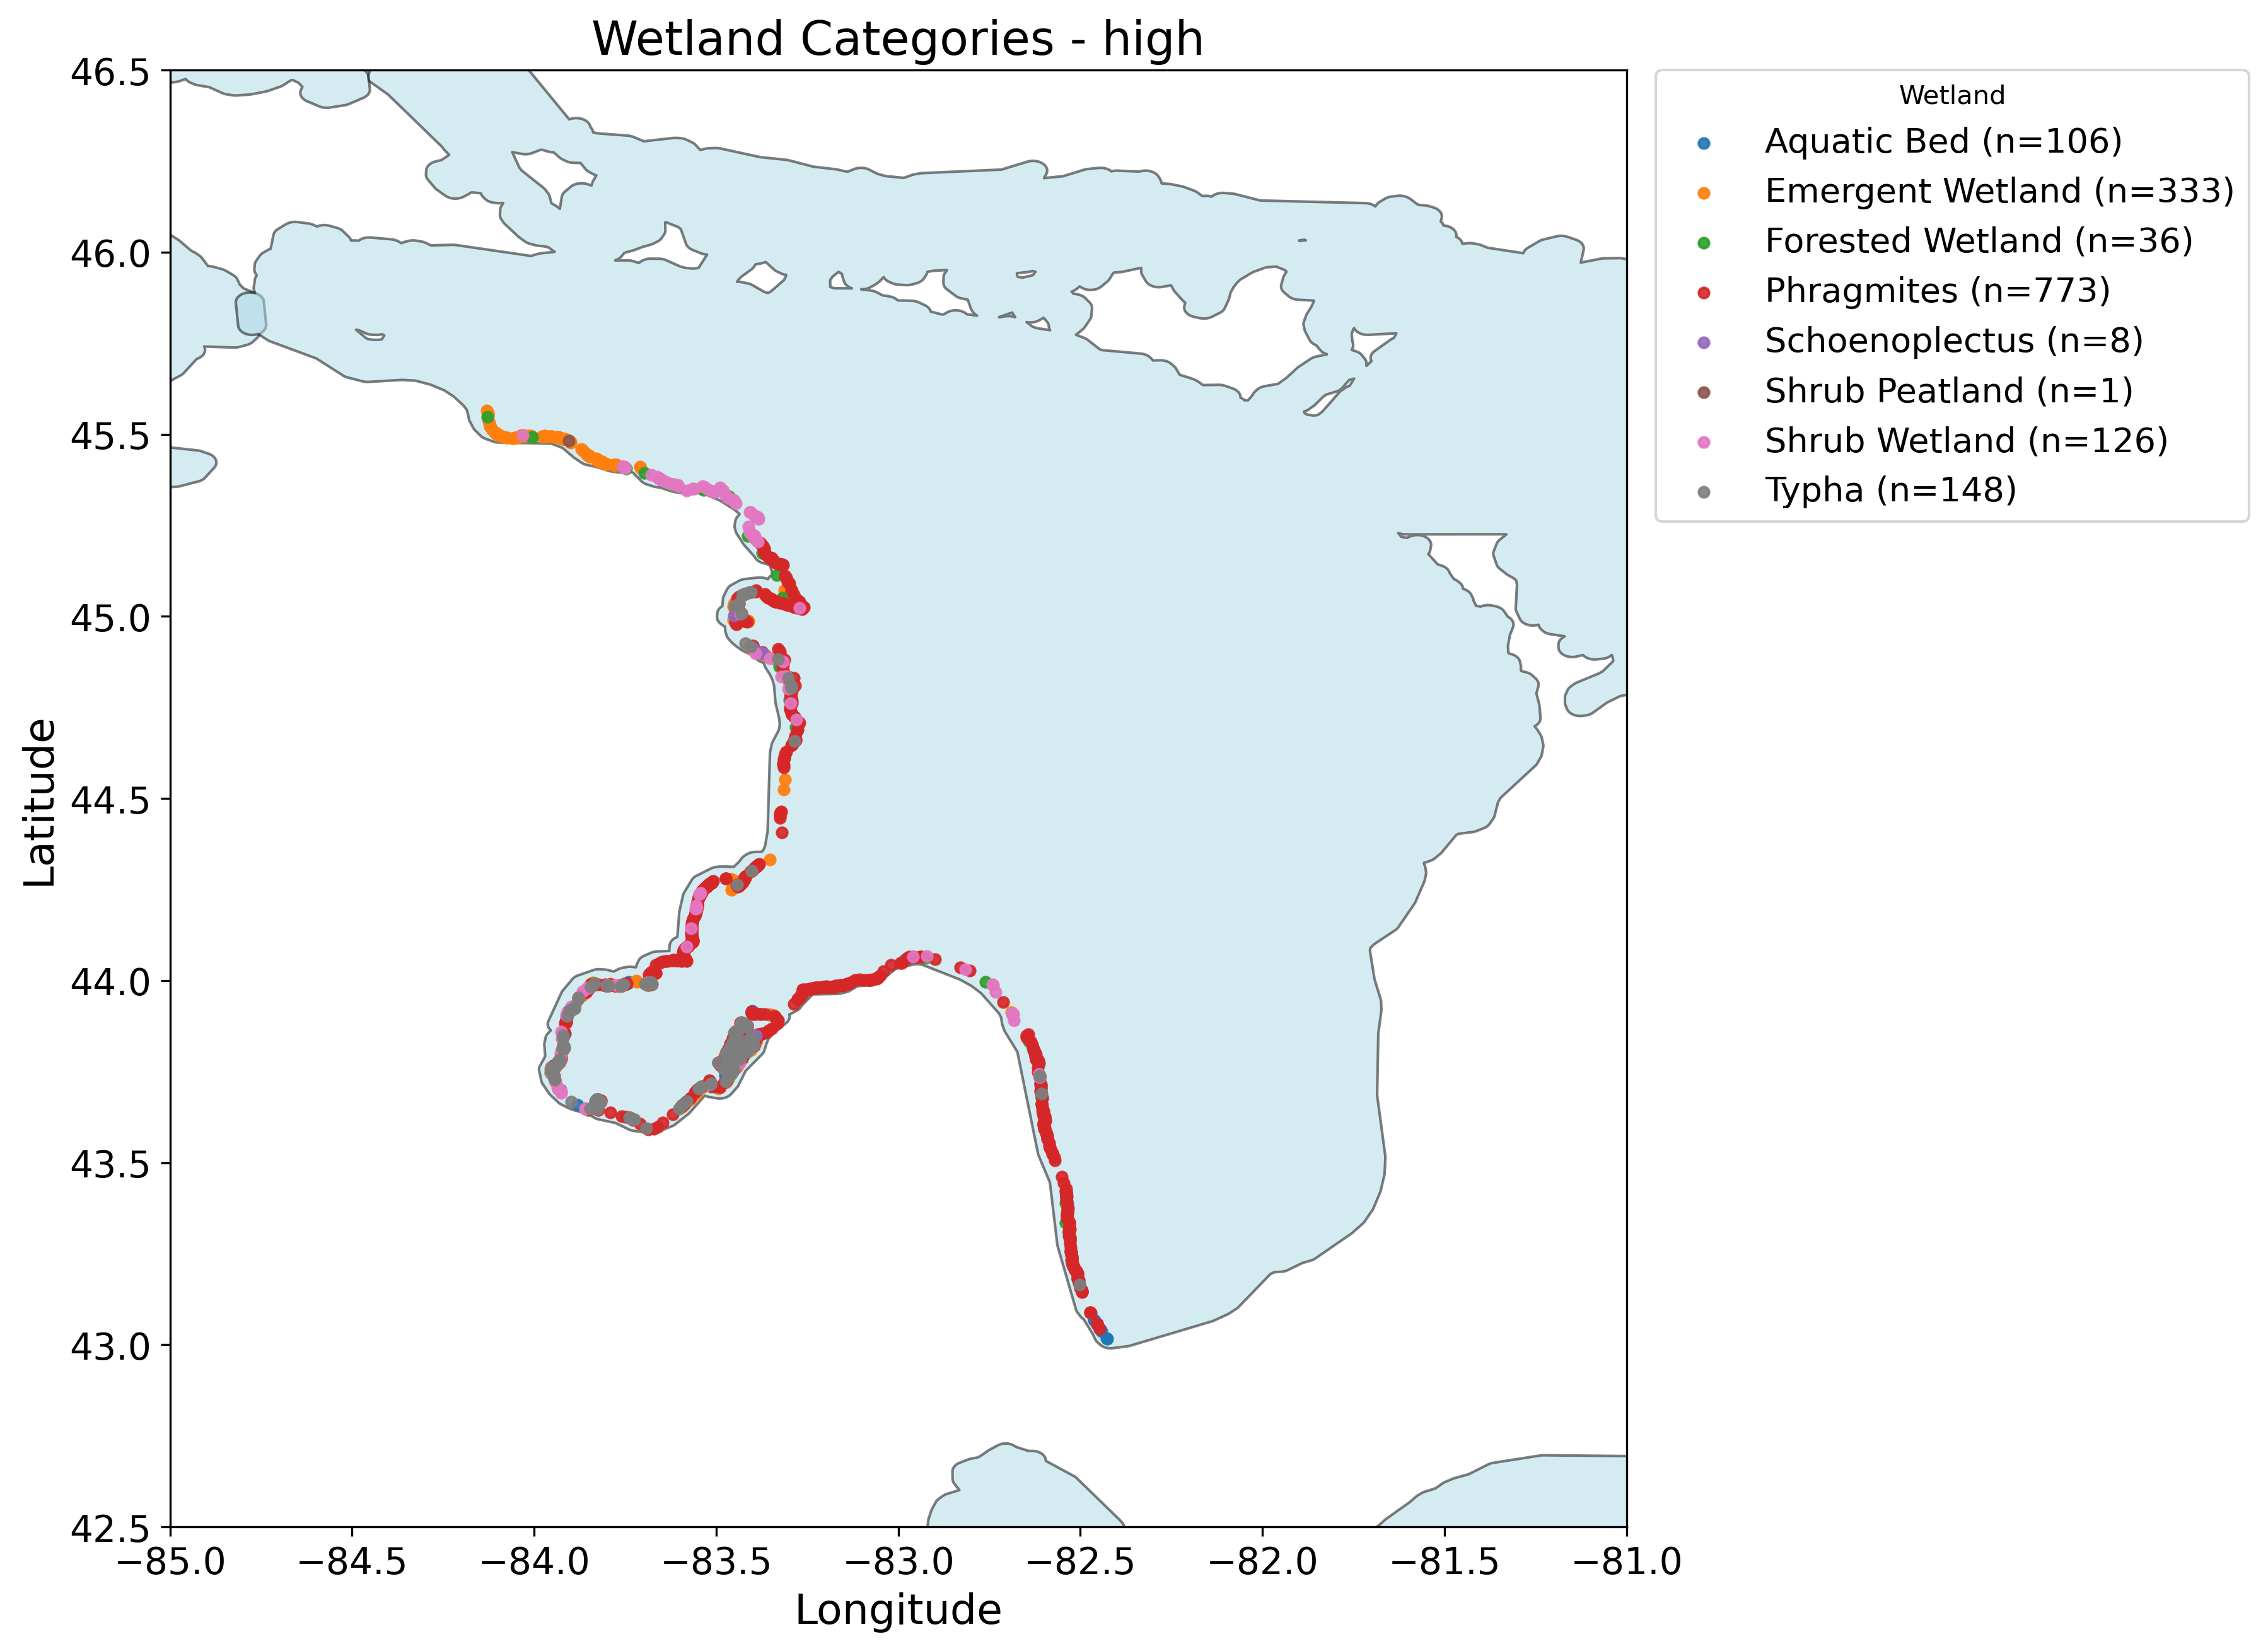 Wetland Categories - high
46.5
46.0
45.5
45.0
44.5
44.0
43.5
43.0
42.5
Latitude
−85.0 −84.5 −84.0 −83.5 −83.0 −82.5 −82.0 −81.5 −81.0
Longitude
Wetland
Aquatic Bed (n=106)
Emergent Wetland (n=333)
Forested Wetland (n=36)
Phragmites (n=773)
Schoenoplectus (n=8)
Shrub Peatland (n=1)
Shrub Wetland (n=126)
Typha (n=148)